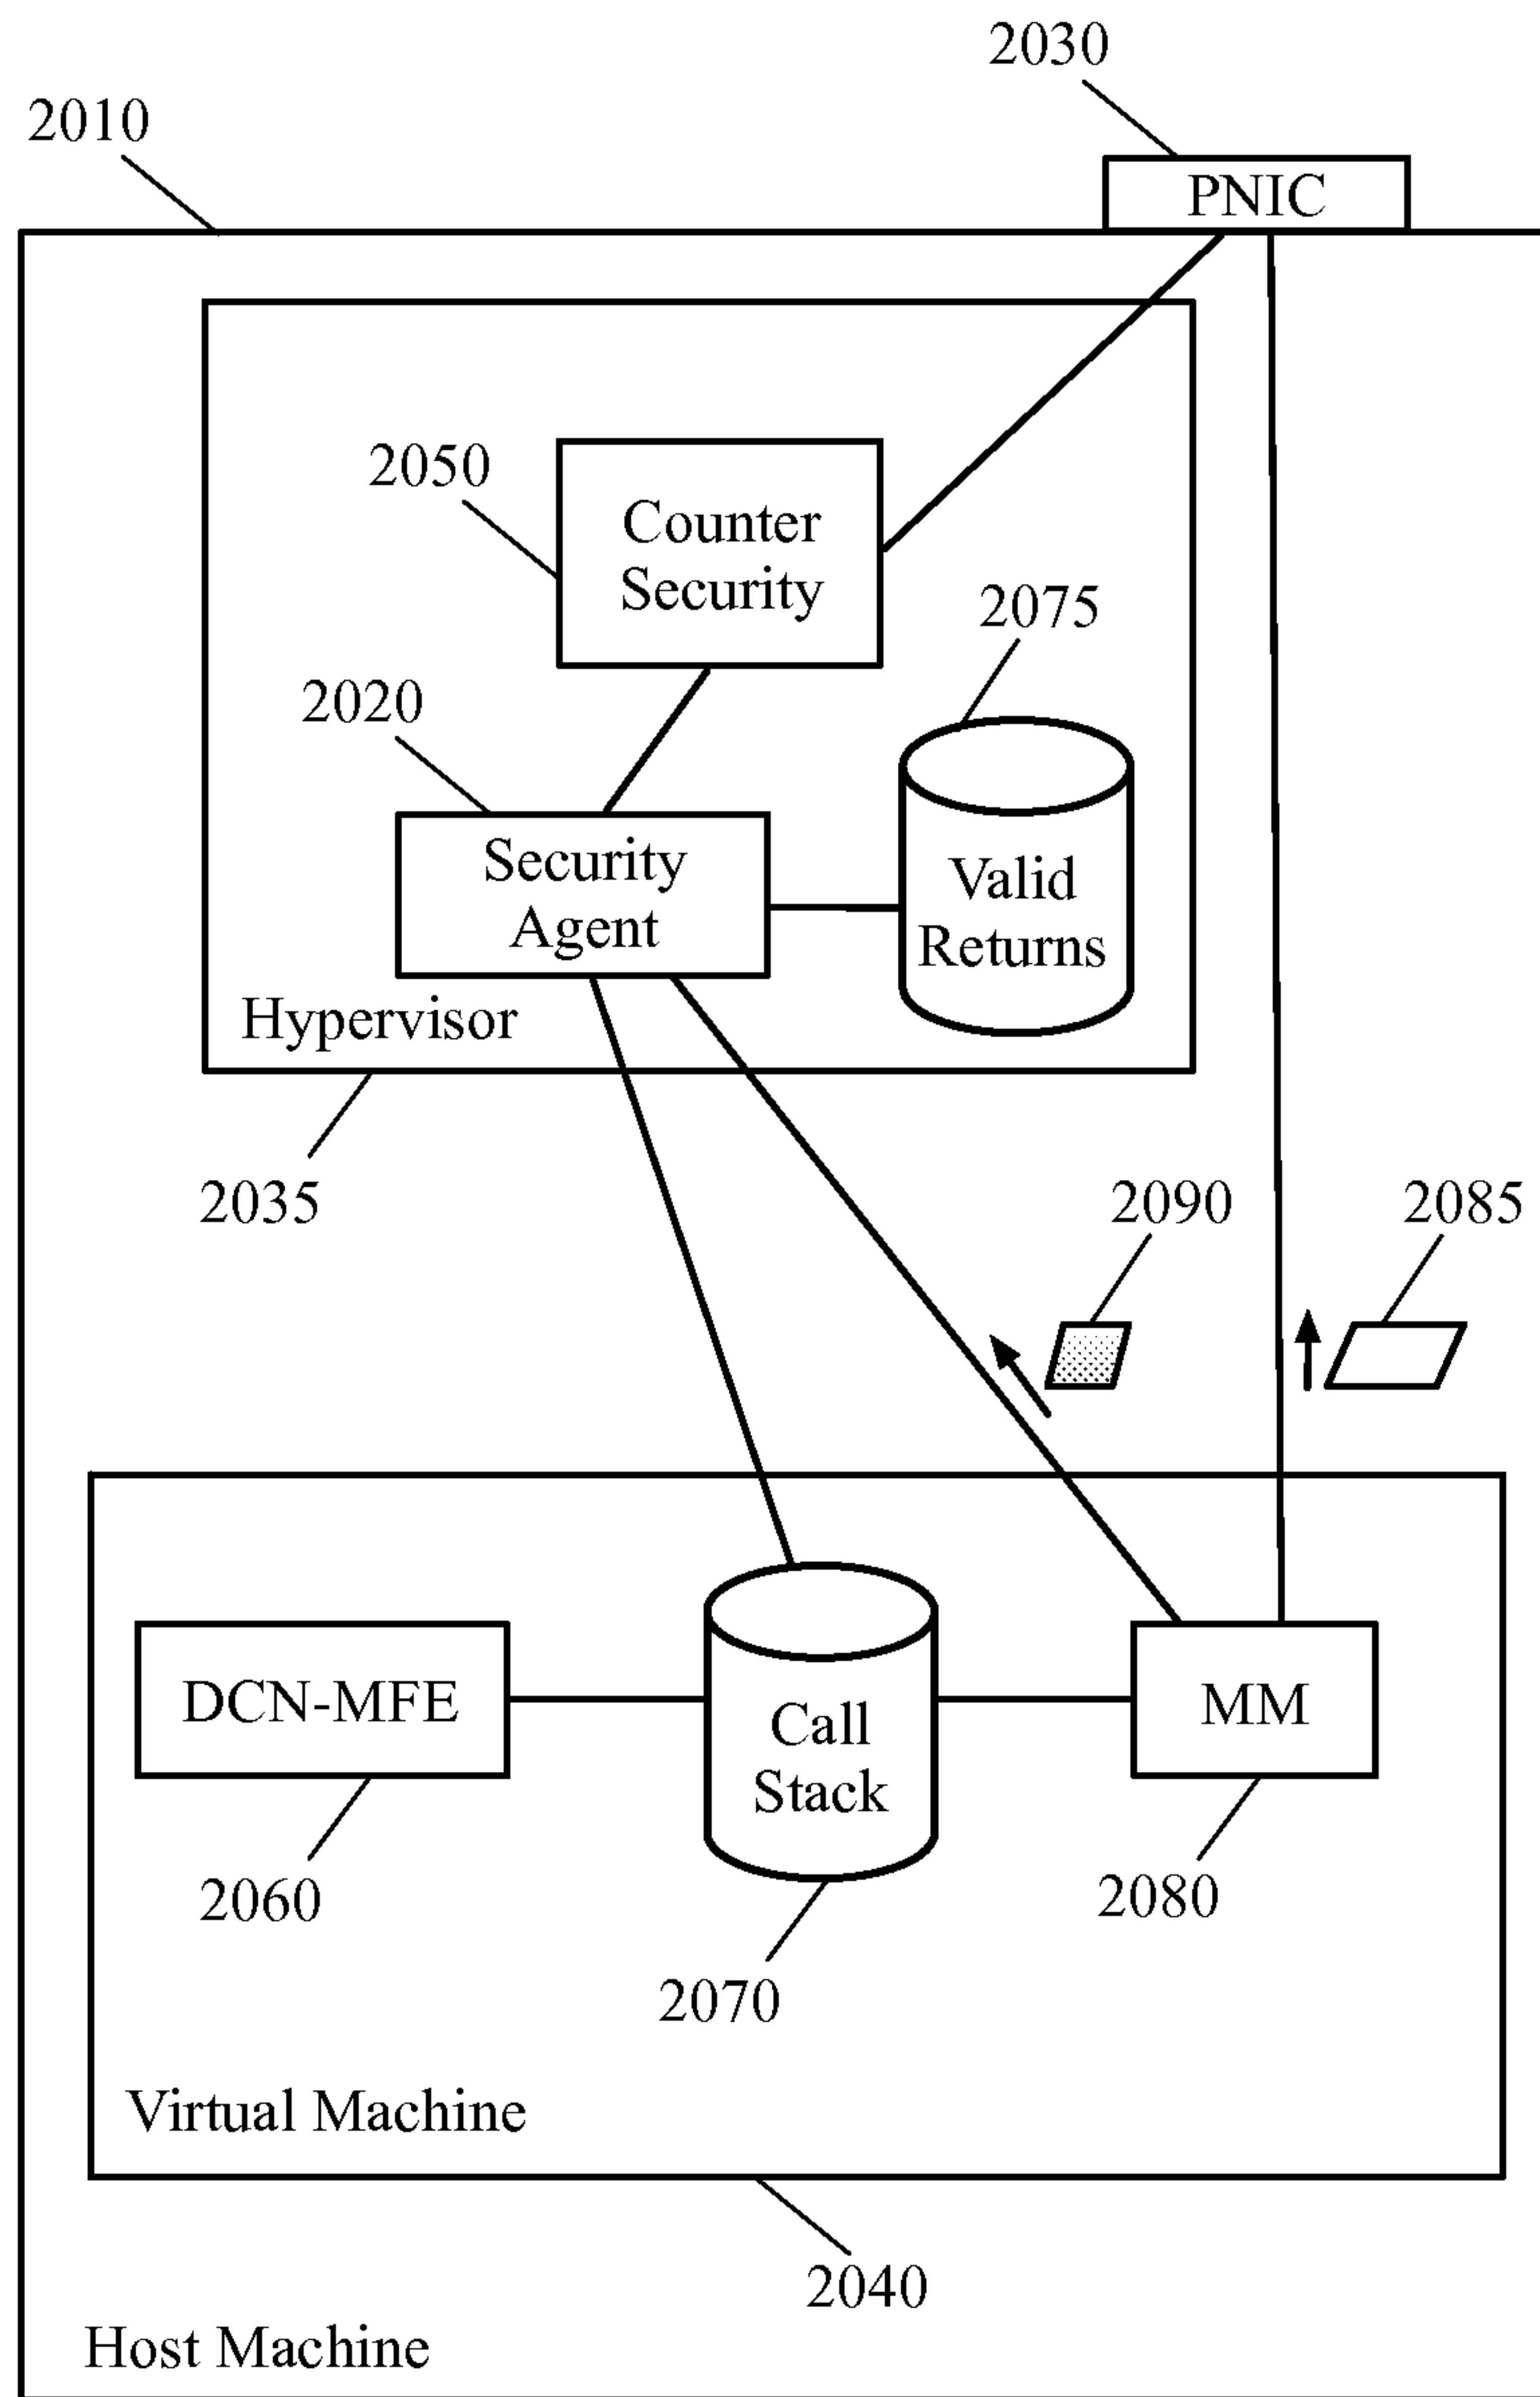 2030
2010
PNIC
2050
Counter
Security
2075
2020
Security
Agent
Valid
Returns
Hypervisor
2035
2090
2085
DCN-MFE
Call
Stack
MM
2060
2080
2070
Virtual Machine
2040
Host Machine